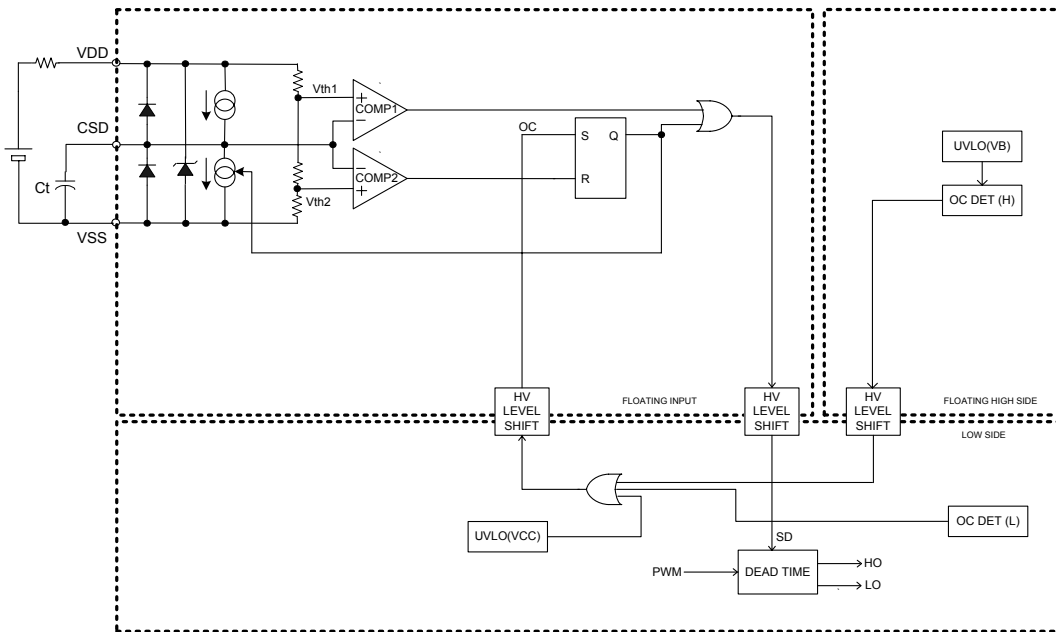 VDD
Vth1
COMP1
CSD
OC
S
Q
UVLO(VB)
Ct
COMP2
R
Vth2
OC DET (H)
VSS
HV
LEVEL
SHIFT
FLOATING INPUT
HV
LEVEL
SHIFT
HV
LEVEL
SHIFT
FLOATING HIGH SIDE
LOW SIDE
UVLO(VCC)
OC DET (L)
SD
PWM
DEAD TIME
HO
LO